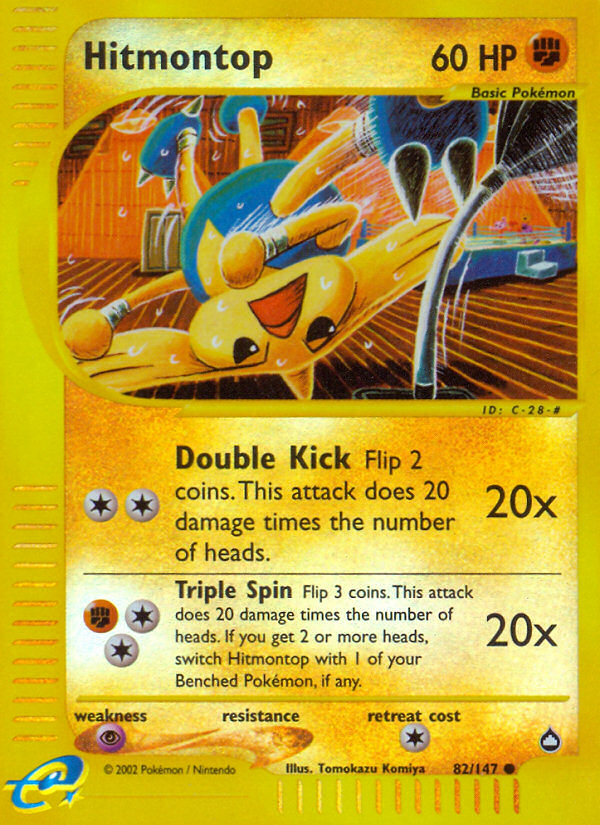 Hitmontop
60 HP
Basic Pokémon
ID: C-28-#
Double Kick Flip 2
coins. This attack does 20
damage times the number
of heads.
20x
Triple Spin Flip 3 coins. This attack
does 20 damage times the number of
heads. If you get 2 or more heads,
switch Hitmontop with 1 of your
Benched Pokémon, if any.
20x
weakness resistance retreat cost
© 2002 Pokémon / Nintendo Illus. Tomokazu Komiya 82/147
e